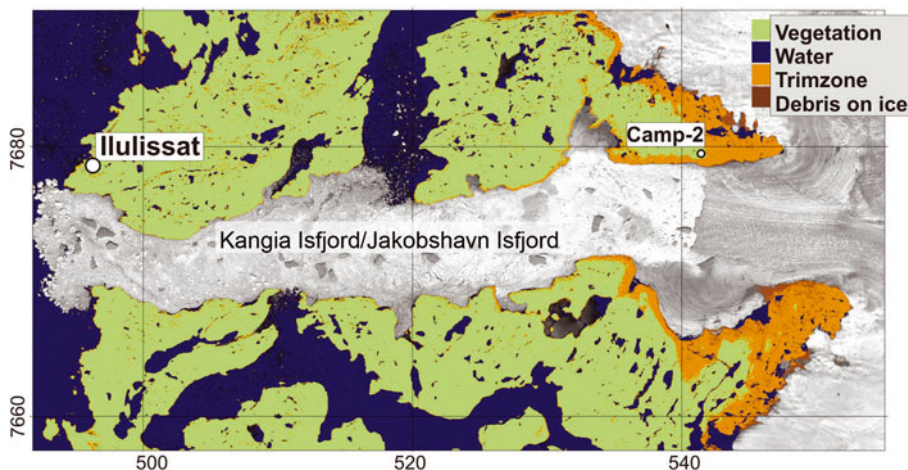 Vegetation
Water
Trimzone
Debris on ice
7680
Camp-2
Ilulissat
Kangia Isfjord/Jakobshavn Isfjord
7660
500
520
540